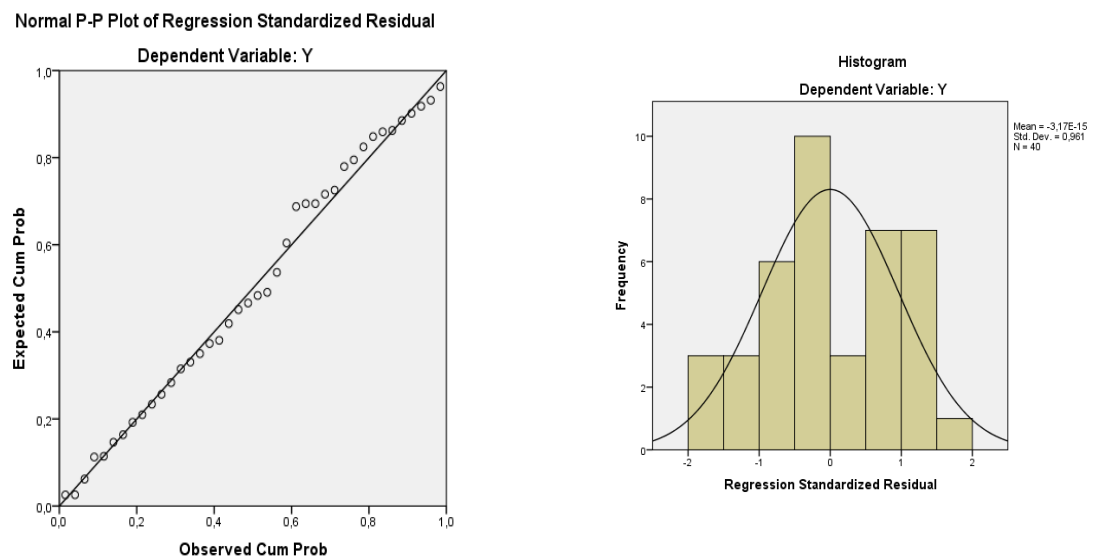 Normal P-P Plot of Regression Standardized Residual
Dependent Variable: Y
1,0
0,8
0,6
0,4
0,2
0,0
Expected Cum Prob
0,0 0,2 0,4 0,6 0,8 1,0
Observed Cum Prob
Histogram
Dependent Variable: Y
Mean = -3,17E-15
Std. Dev. = 0,961
N = 40
10
8
6
4
2
0
Frequency
-2 -1 0 1 2
Regression Standardized Residual